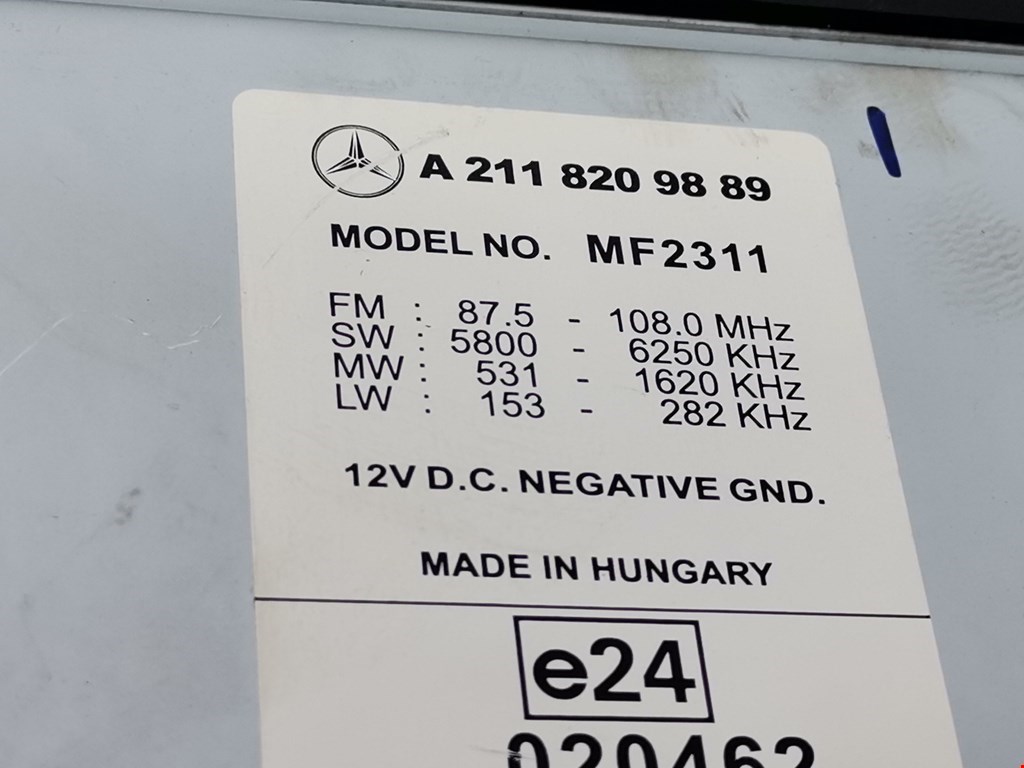 A 211 820 98 89
MODEL NO. MF2311
FM : 87.5 - 108.0 MHz
SW : 5800 - 6250 KHz
MW : 531 - 1620 KHz
LW : 153 - 282 KHz
12V D.C. NEGATIVE GND.
MADE IN HUNGARY
e24
020462